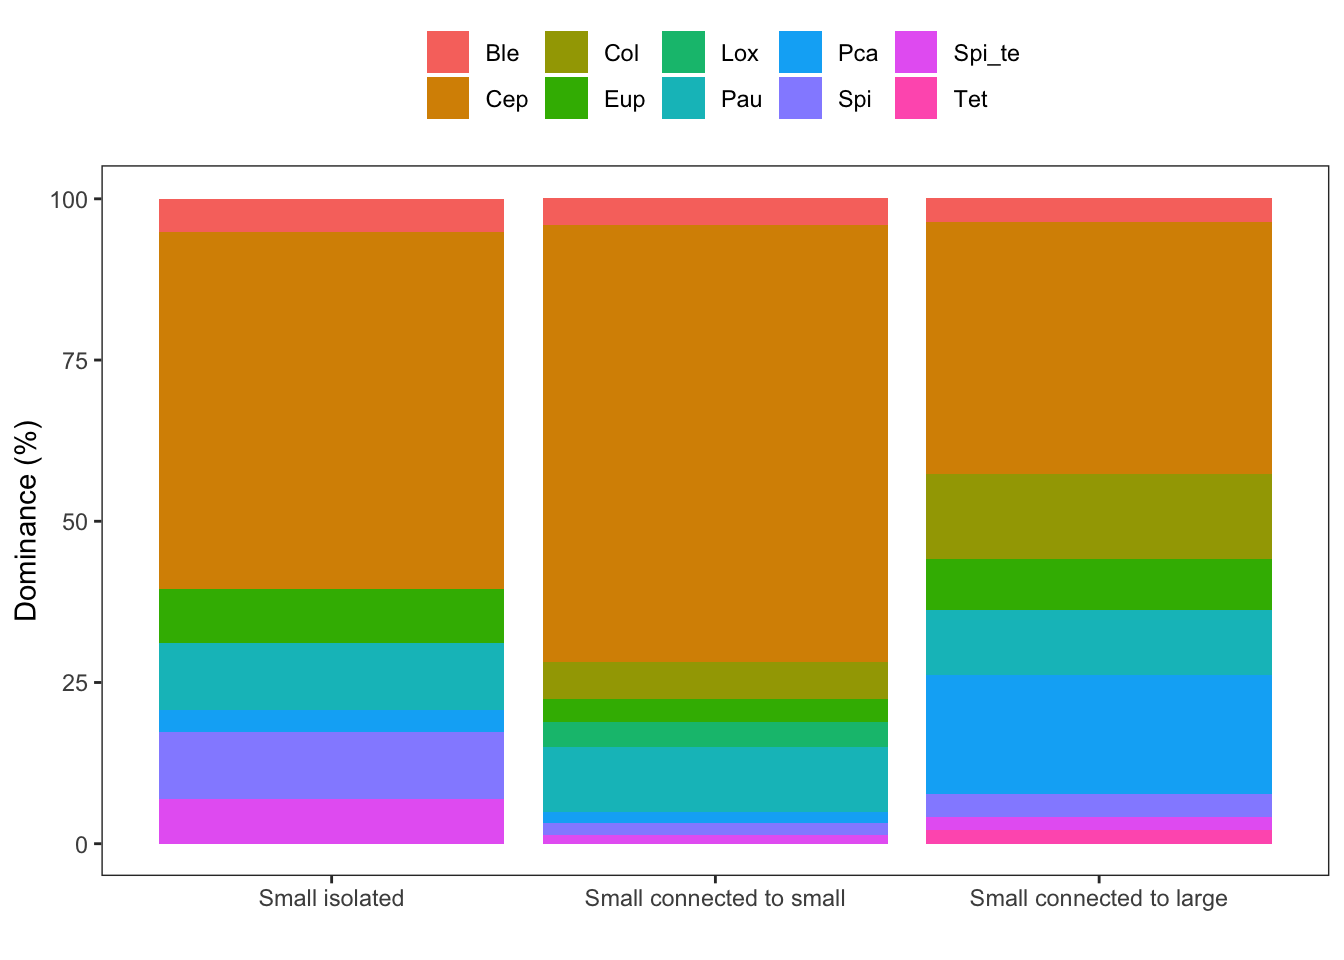 Ble Col Lox Pca Spi_te
Cep Eup Pau Spi Tet
Dominance (%)
100
75
50
25
0
Small isolated Small connected to small Small connected to large